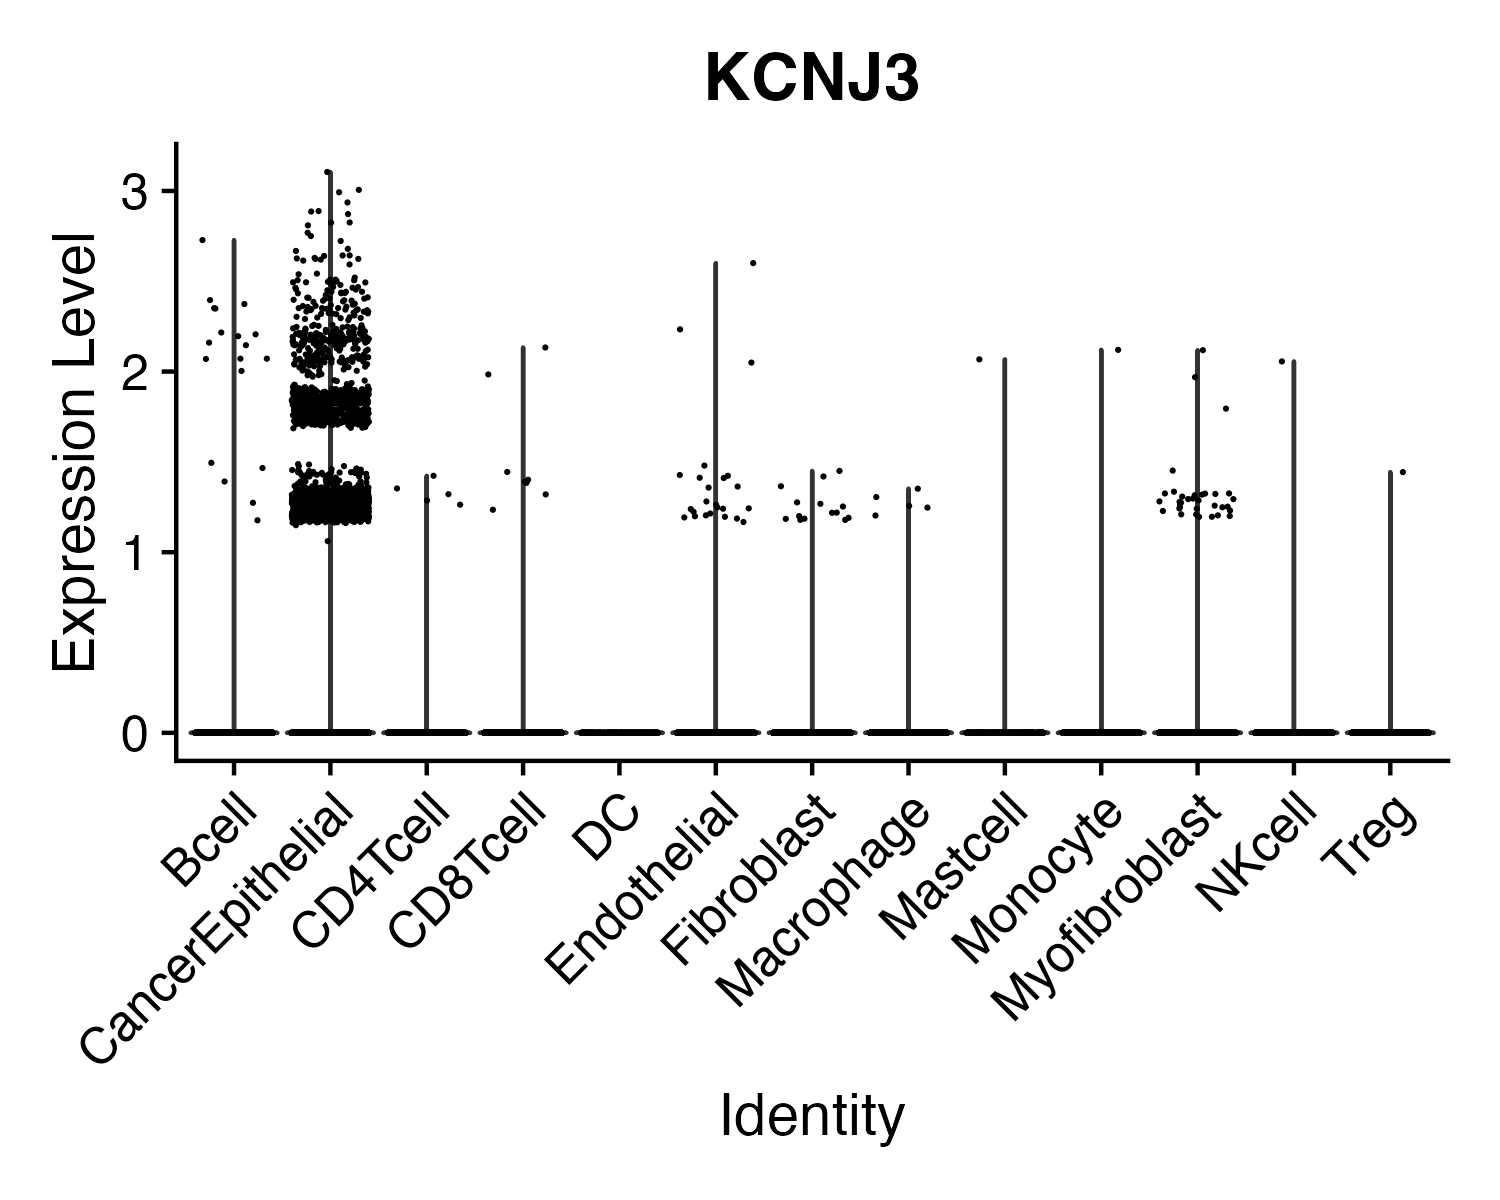 KCNJ3
Expression Level
3
2
1
0
Bcell
CancerEpithelial
CD4Tcell
CD8Tcell
DC
Endothelial
Fibroblast
Macrophage
Mastcell
Monocyte
Myofibroblast
NKcell
Treg
Identity